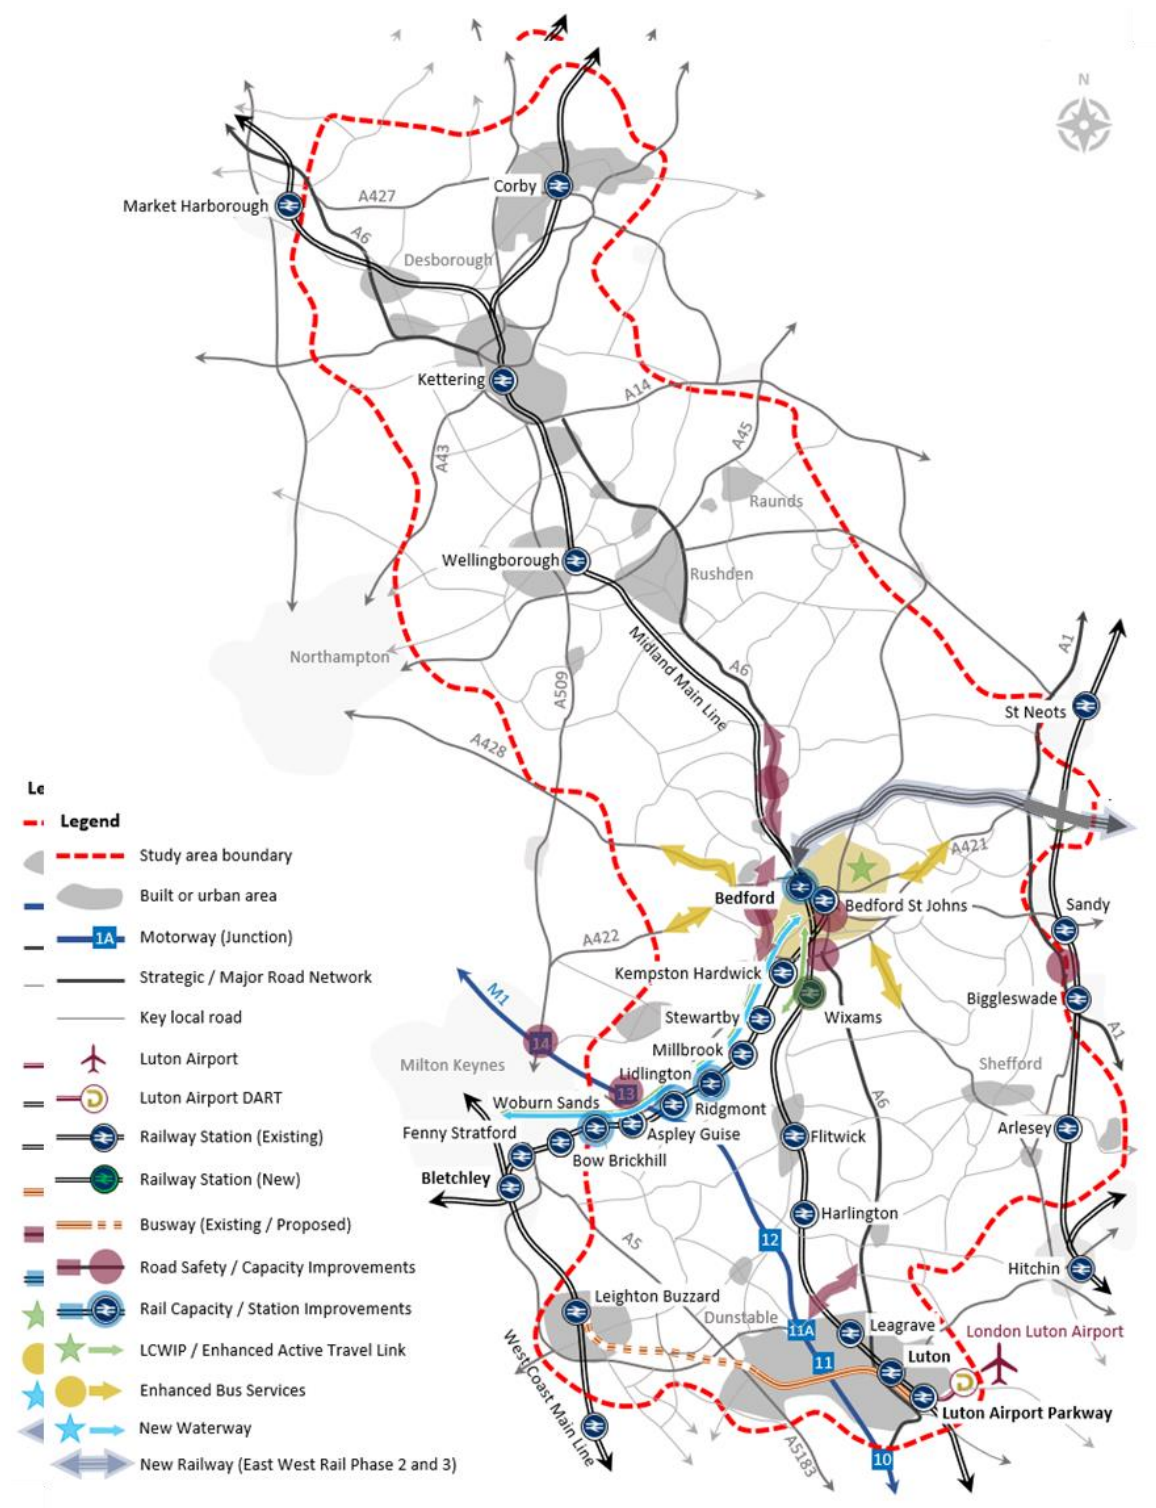 N
Corby
Market Harborough
A427
A6
Desborough
Kettering
A14
A43
A45
Raunds
Wellingborough
Rushden
Midland Main Line
A6
A1
Northampton
A509
St Neots
A428
A421
Bedford
Bedford St Johns
Sandy
A422
Kempston Hardwick
Biggleswade
M1
Stewartby
Wixams
A1
14
Millbrook
Milton Keynes
Shefford
Lidlington
13
Woburn Sands
Ridgmont
A6
Fenny Stratford
Aspley Guise
Flitwick
Arlesey
Bow Brickhill
Bletchley
Harlington
12
A5
Hitchin
Leighton Buzzard
Dunstable
11A
Leagrave
London Luton Airport
11
Luton
D
Luton Airport Parkway
West Coast Main Line
A5183
10
Le
Legend
Study area boundary
Built or urban area
1A
Motorway (Junction)
Strategic / Major Road Network
Key local road
Luton Airport
D
Luton Airport DART
Railway Station (Existing)
Railway Station (New)
Busway (Existing / Proposed)
Road Safety / Capacity Improvements
Rail Capacity / Station Improvements
LCWIP / Enhanced Active Travel Link
Enhanced Bus Services
New Waterway
New Railway (East West Rail Phase 2 and 3)